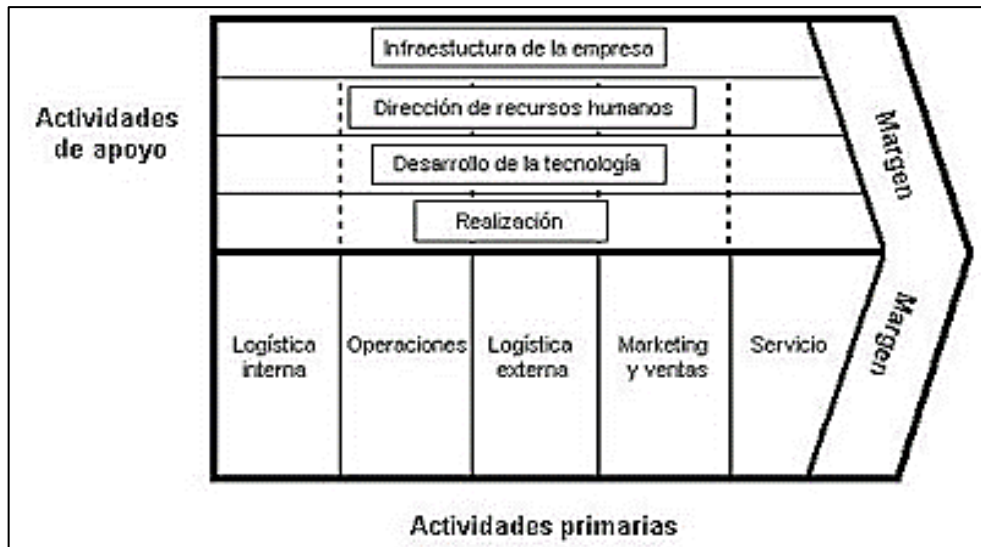 Infraestuctura de la empresa
Actividades
de apoyo
Dirección de recursos humanos
Desarrollo de la tecnología
Realización
Margen
Margen
Logística
interna
Operaciones
Logística
externa
Marketing
y ventas
Servicio
Actividades primarias